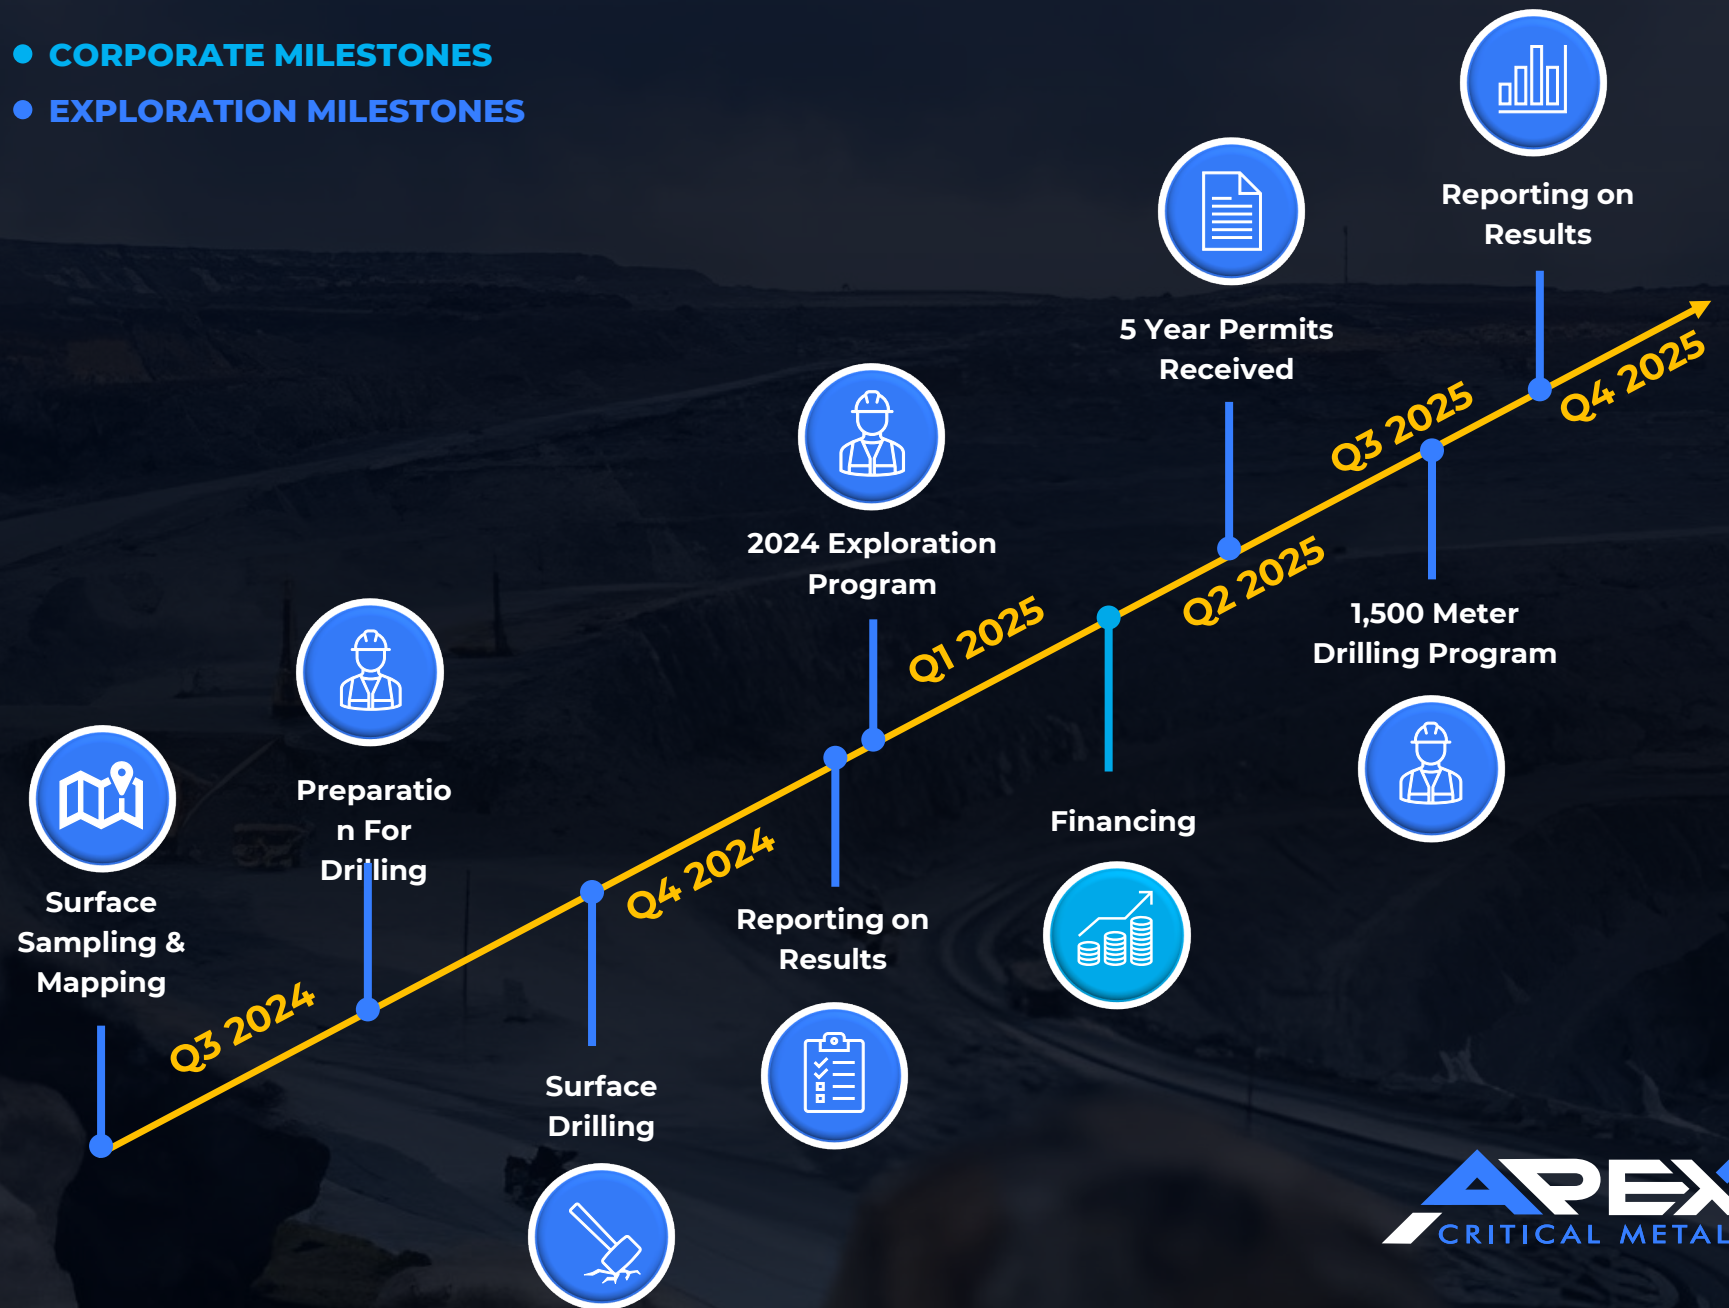 CORPORATE MILESTONES
EXPLORATION MILESTONES
Reporting on
Results
5 Year Permits
Received
Q4 2025
Q3 2025
2024 Exploration
Program
Q2 2025
1,500 Meter
Drilling Program
Q1 2025
Preparatio
n For
Drilling
Financing
Q4 2024
Surface
Sampling &
Mapping
Reporting on
Results
Q3 2024
Surface
Drilling
APEX
CRITICAL METAL